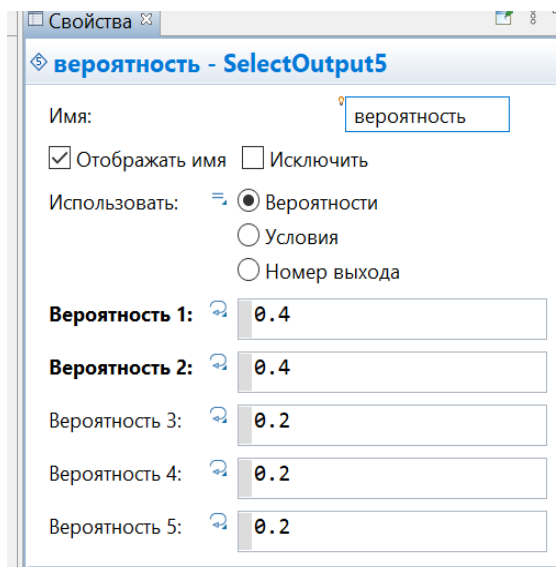 Свойства
вероятность - SelectOutput5
Имя: вероятность
Отображать имя Исключить
Использовать: Вероятности
Условия
Номер выхода
Вероятность 1: 0.4
Вероятность 2: 0.4
Вероятность 3: 0.2
Вероятность 4: 0.2
Вероятность 5: 0.2